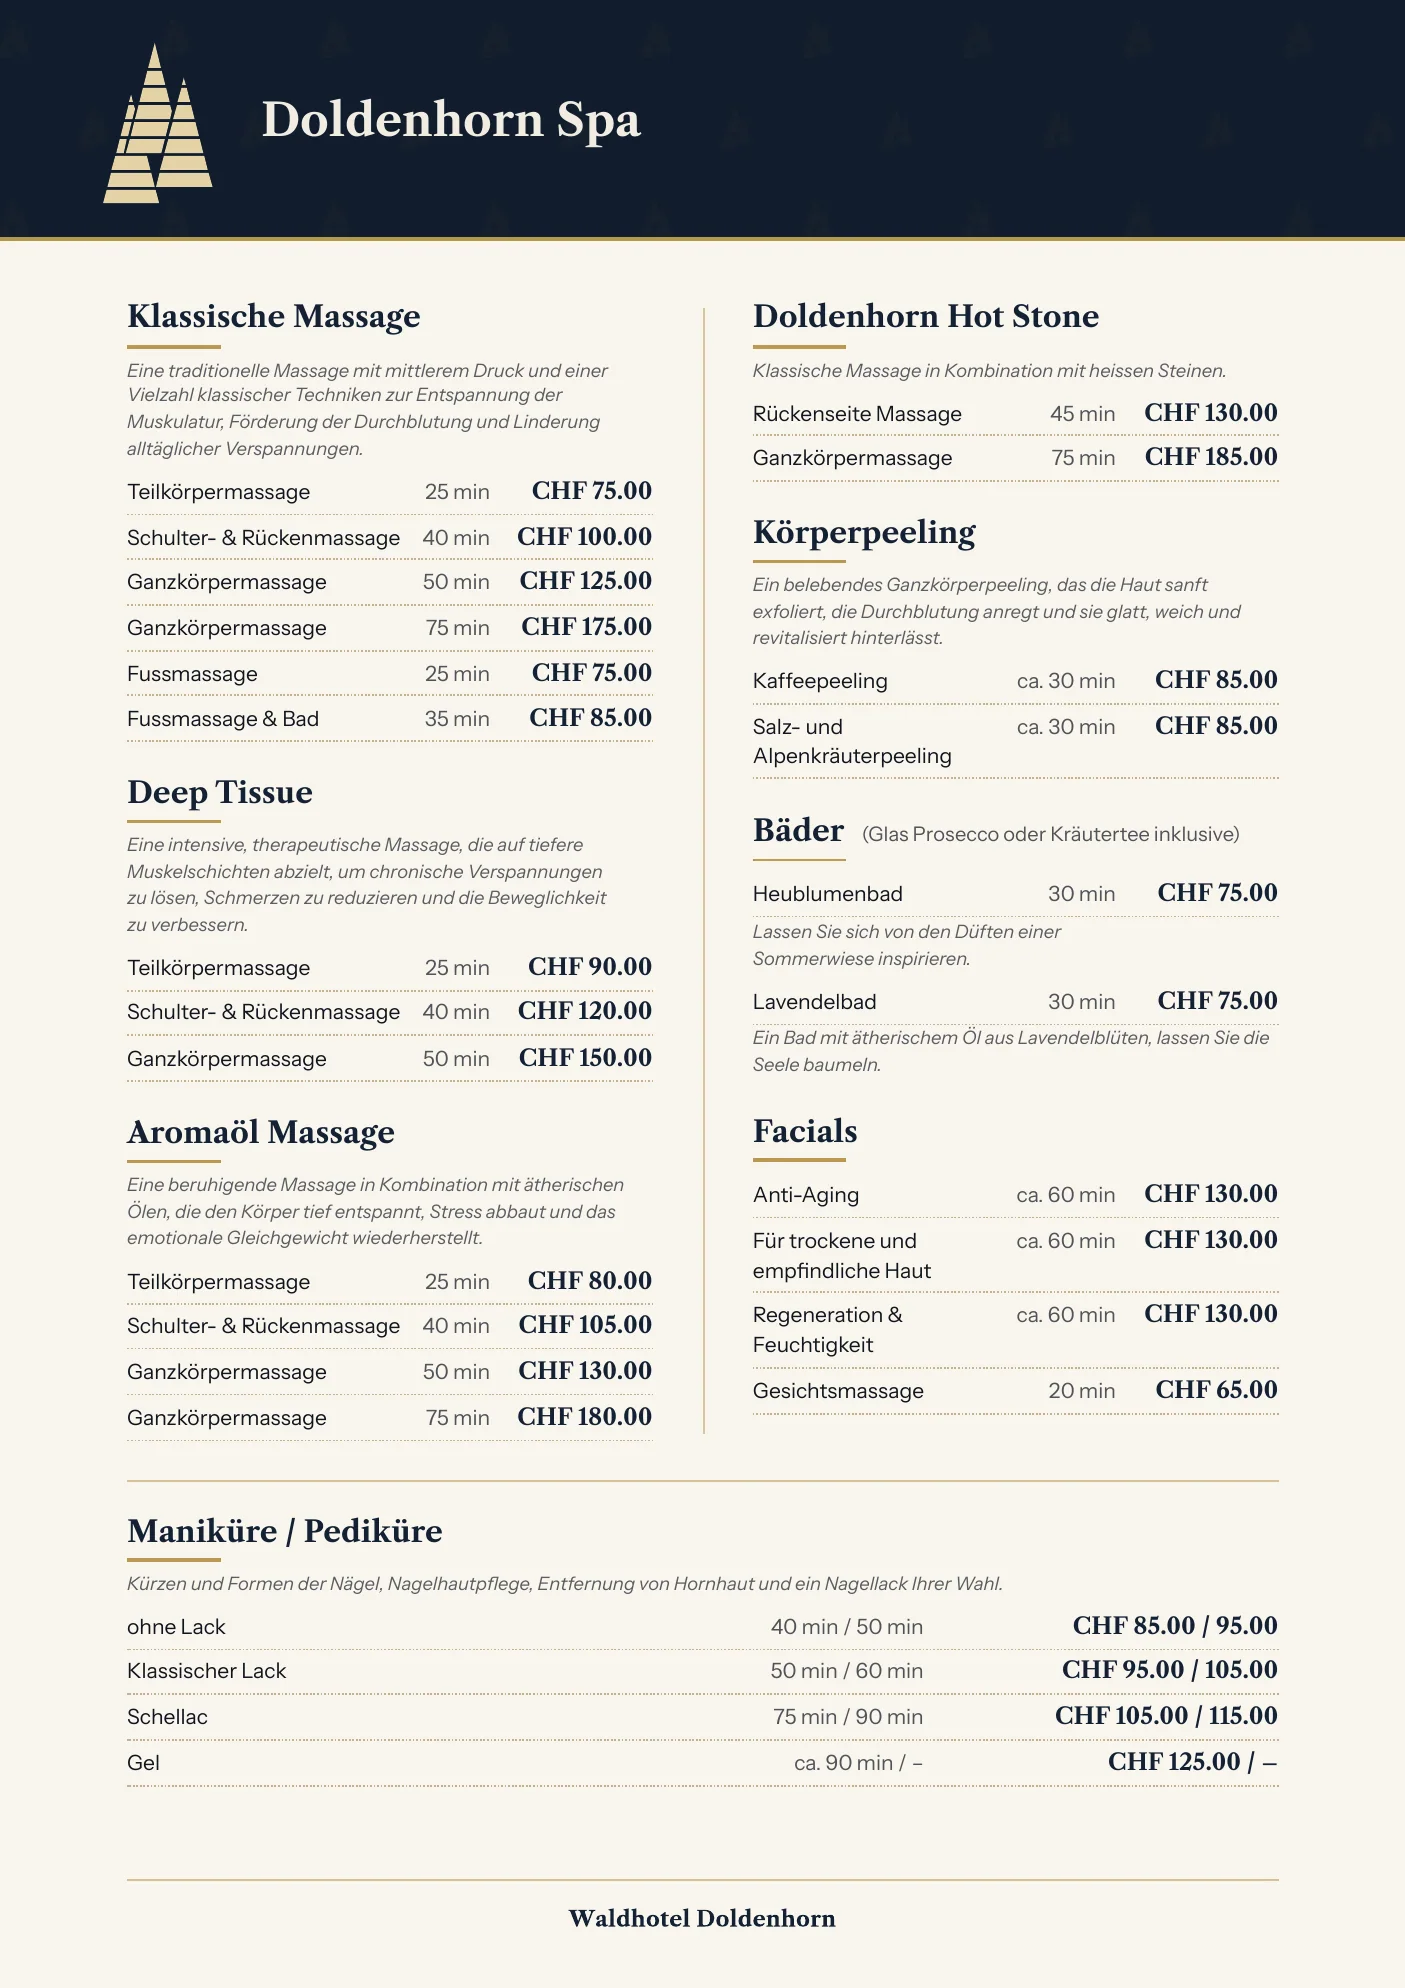 Doldenhorn Spa
Klassische Massage
Eine traditionelle Massage mit mittlerem Druck und einer
Vielzahl klassischer Techniken zur Entspannung der
Muskulatur, Förderung der Durchblutung und Linderung
alltäglicher Verspannungen.
Teilkörpermassage 25 min CHF 75.00
Schulter- & Rückenmassage 40 min CHF 100.00
Ganzkörpermassage 50 min CHF 125.00
Ganzkörpermassage 75 min CHF 175.00
Fussmassage 25 min CHF 75.00
Fussmassage & Bad 35 min CHF 85.00
Deep Tissue
Eine intensive, therapeutische Massage, die auf tiefere
Muskelschichten abzielt, um chronische Verspannungen
zu lösen, Schmerzen zu reduzieren und die Beweglichkeit
zu verbessern.
Teilkörpermassage 25 min CHF 90.00
Schulter- & Rückenmassage 40 min CHF 120.00
Ganzkörpermassage 50 min CHF 150.00
Aromaöl Massage
Eine beruhigende Massage in Kombination mit ätherischen
Ölen, die den Körper tief entspannt, Stress abbaut und das
emotionale Gleichgewicht wiederherstellt.
Teilkörpermassage 25 min CHF 80.00
Schulter- & Rückenmassage 40 min CHF 105.00
Ganzkörpermassage 50 min CHF 130.00
Ganzkörpermassage 75 min CHF 180.00
Doldenhorn Hot Stone
Klassische Massage in Kombination mit heissen Steinen.
Rückenseite Massage 45 min CHF 130.00
Ganzkörpermassage 75 min CHF 185.00
Körperpeeling
Ein belebendes Ganzkörperpeeling, das die Haut sanft
exfoliert, die Durchblutung anregt und sie glatt, weich und
revitalisiert hinterlässt.
Kaffeepeeling ca. 30 min CHF 85.00
Salz- und ca. 30 min CHF 85.00
Alpenkräuterpeeling
Bäder (Glas Prosecco oder Kräutertee inklusive)
Heublumenbad 30 min CHF 75.00
Lassen Sie sich von den Düften einer
Sommerwiese inspirieren.
Lavendelbad 30 min CHF 75.00
Ein Bad mit ätherischem Öl aus Lavendelblüten, lassen Sie die
Seele baumeln.
Facials
Anti-Aging ca. 60 min CHF 130.00
Für trockene und ca. 60 min CHF 130.00
empfindliche Haut
Regeneration & ca. 60 min CHF 130.00
Feuchtigkeit
Gesichtsmassage 20 min CHF 65.00
Maniküre / Pediküre
Kürzen und Formen der Nägel, Nagelhautpflege, Entfernung von Hornhaut und ein Nagellack Ihrer Wahl.
ohne Lack 40 min / 50 min CHF 85.00 / 95.00
Klassischer Lack 50 min / 60 min CHF 95.00 / 105.00
Schellac 75 min / 90 min CHF 105.00 / 115.00
Gel ca. 90 min / – CHF 125.00 / –
Waldhotel Doldenhorn